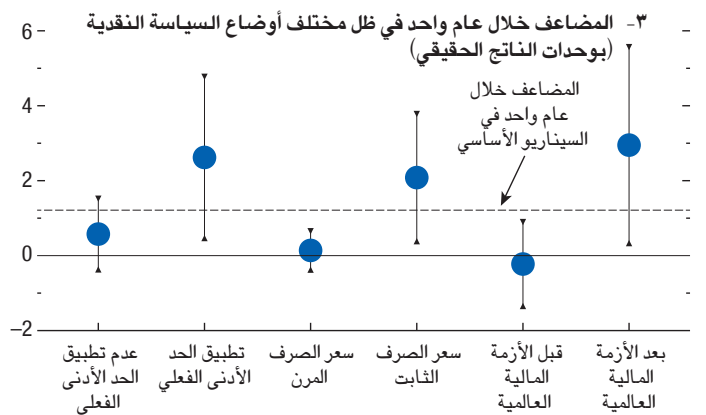 ٣- المضاعف خلال عام واحد في ظل مختلف أوضاع السياسة النقدية
(بوحدات الناتج الحقيقي)
المضاعف خلال
عام واحد في
السيناريو الأساسي
6
4
2
0
–2
عدم تطبيق
الحد الأدنى
الفعلي
تطبيق الحد
الأدنى الفعلي
سعر الصرف
المرن
سعر الصرف
الثابت
قبل الأزمة
المالية
العالمية
بعد الأزمة
المالية
العالمية